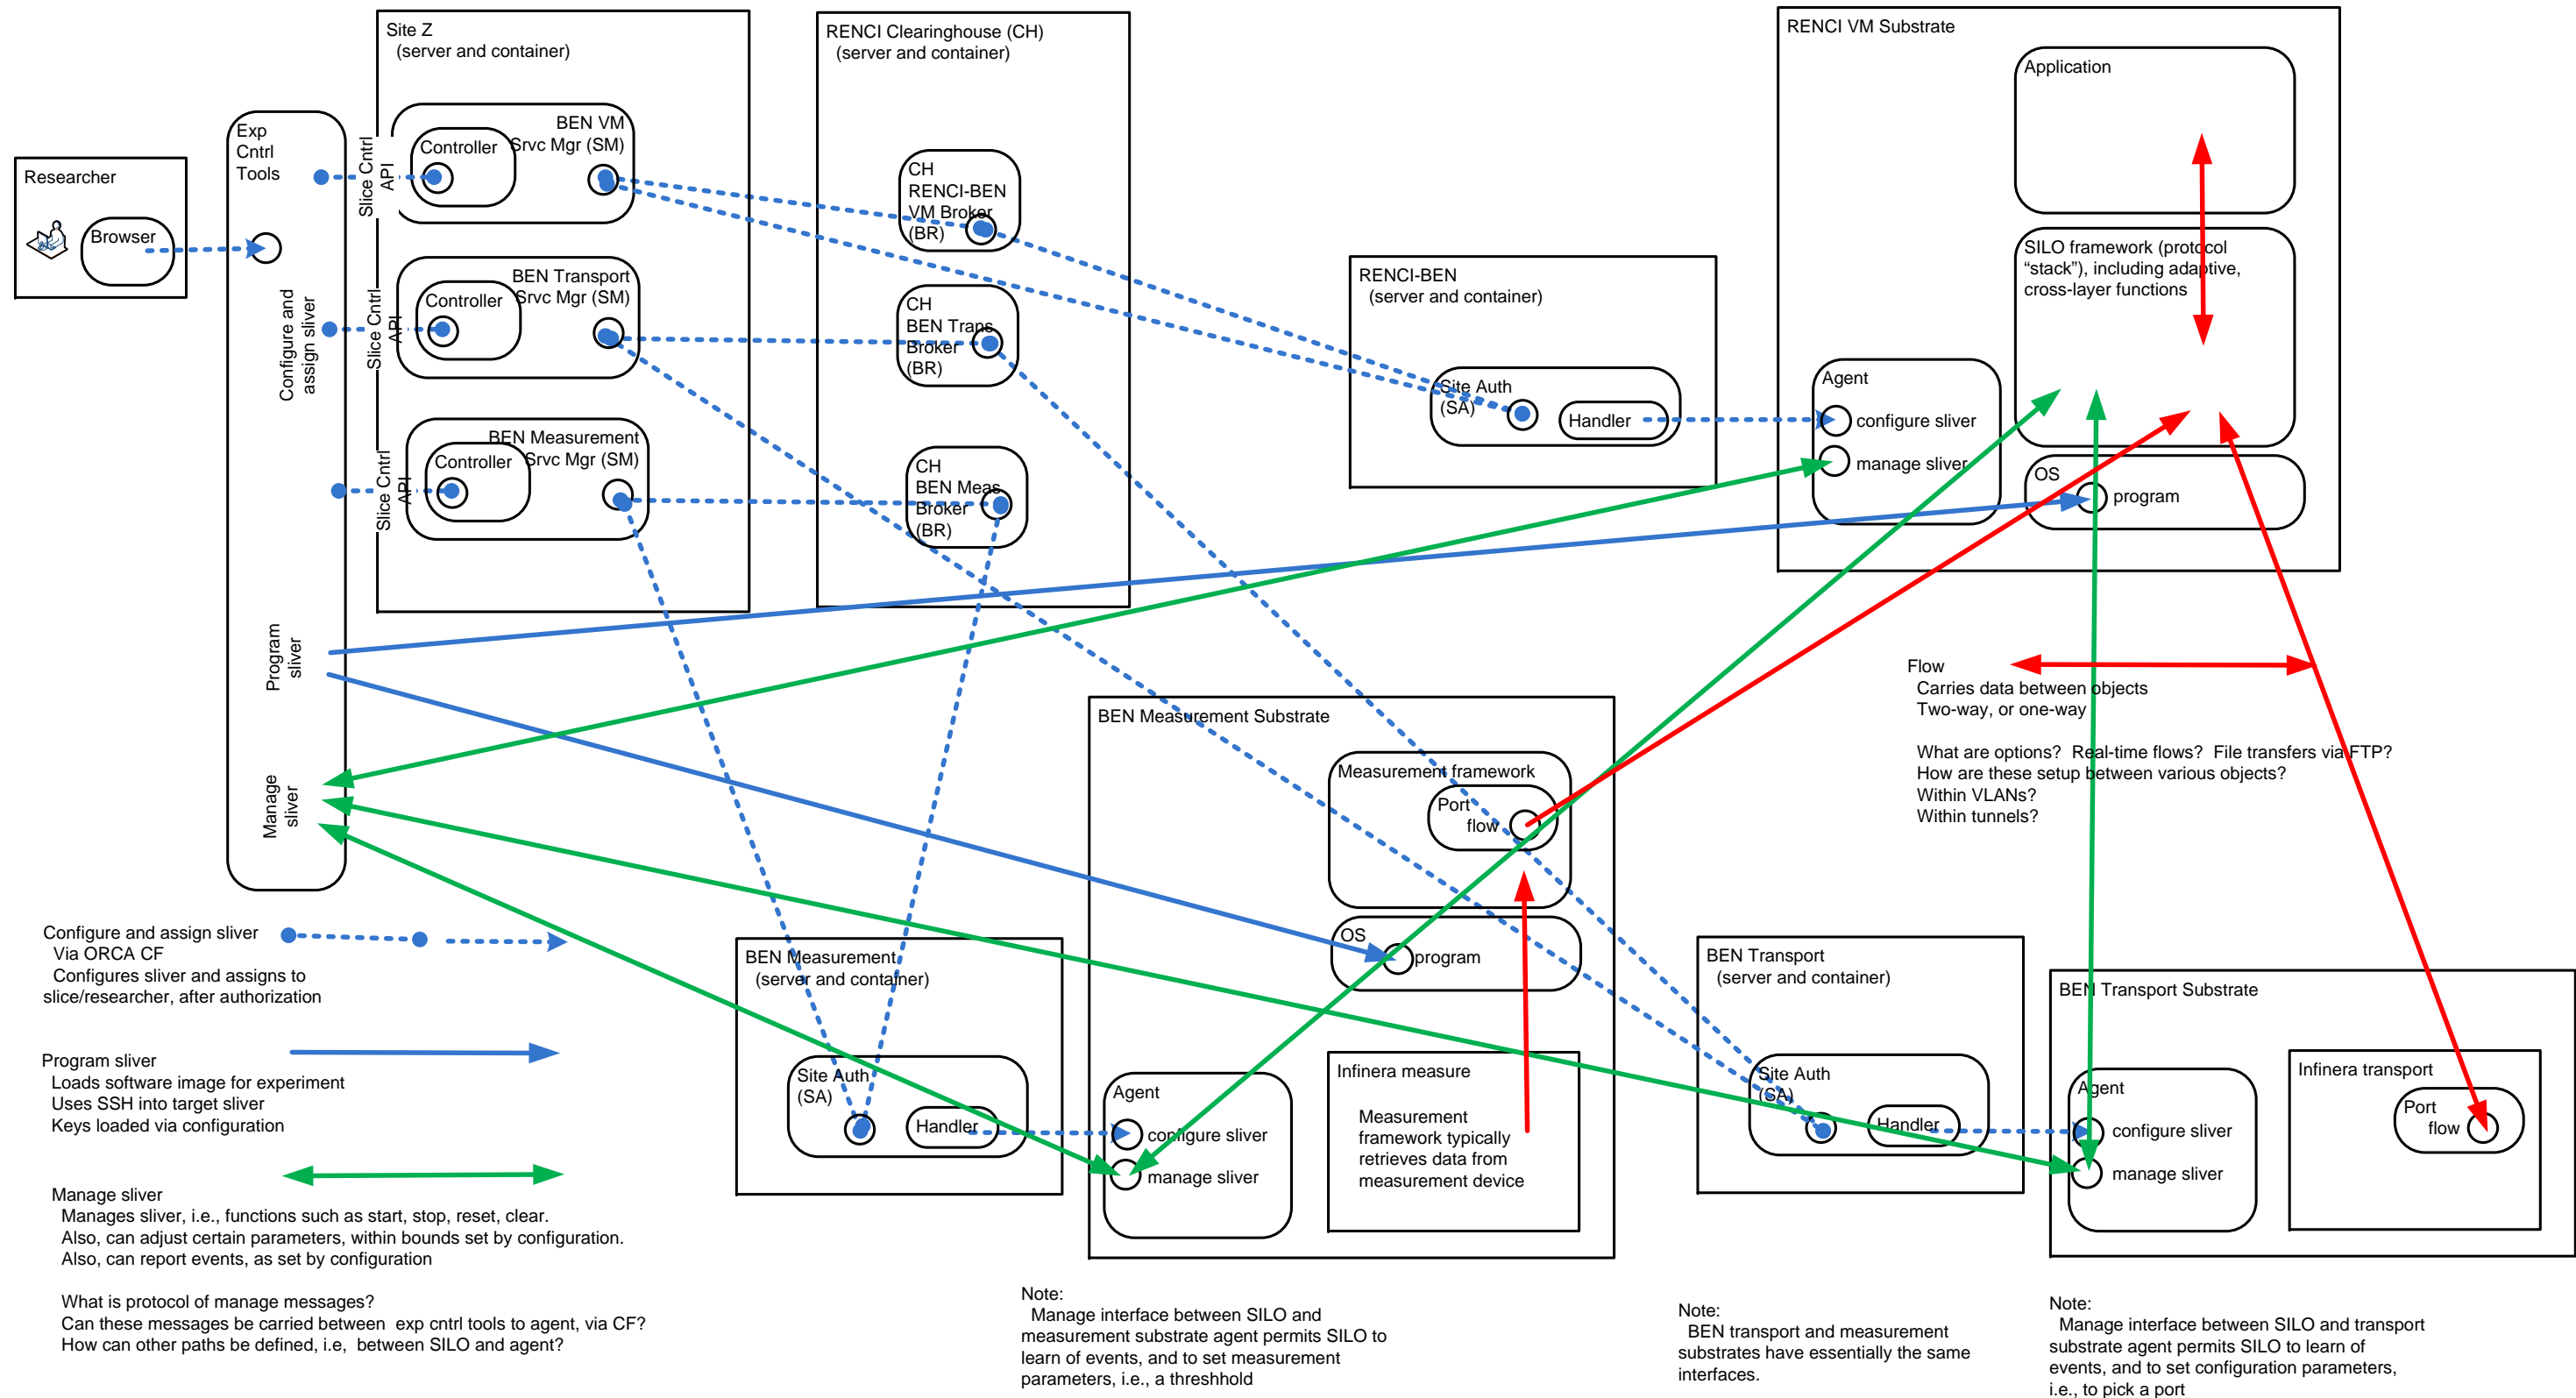 Researcher
Browser
Exp
Cntrl
Tools
Configure and
assign sliver
Program
sliver
Manage
sliver
Site Z
(server and container)
Slice Cntrl
API
Controller
BEN VM
Srvc Mgr (SM)
Slice Cntrl
API
Controller
BEN Transport
Srvc Mgr (SM)
Slice Cntrl
API
Controller
BEN Measurement
Srvc Mgr (SM)
RENCI Clearinghouse (CH)
(server and container)
CH
RENCI-BEN
VM Broker
(BR)
CH
BEN Trans
Broker
(BR)
CH
BEN Meas
Broker
(BR)
RENCI-BEN
(server and container)
Site Auth
(SA)
Handler
RENCI VM Substrate
Application
SILO framework (protocol
“stack”), including adaptive,
cross-layer functions
Agent
configure sliver
manage sliver
OS
program
Flow
Carries data between objects
Two-way, or one-way
What are options?  Real-time flows?  File transfers via FTP?
How are these setup between various objects?
Within VLANs?
Within tunnels?
BEN Measurement Substrate
Measurement framework
Port
flow
OS
program
Agent
configure sliver
manage sliver
Infinera measure
Measurement
framework typically
retrieves data from
measurement device
BEN Measurement
(server and container)
Site Auth
(SA)
Handler
BEN Transport
(server and container)
Site Auth
(SA)
Handler
BEN Transport Substrate
Agent
configure sliver
manage sliver
Infinera transport
Port
flow
Configure and assign sliver
Via ORCA CF
Configures sliver and assigns to
slice/researcher, after authorization
Program sliver
Loads software image for experiment
Uses SSH into target sliver
Keys loaded via configuration
Manage sliver
Manages sliver, i.e., functions such as start, stop, reset, clear.
Also, can adjust certain parameters, within bounds set by configuration.
Also, can report events, as set by configuration
What is protocol of manage messages?
Can these messages be carried between  exp cntrl tools to agent, via CF?
How can other paths be defined, i.e,  between SILO and agent?
Note:
Manage interface between SILO and
measurement substrate agent permits SILO to
learn of events, and to set measurement
parameters, i.e., a threshhold
Note:
BEN transport and measurement
substrates have essentially the same
interfaces.
Note:
Manage interface between SILO and transport
substrate agent permits SILO to learn of
events, and to set configuration parameters,
i.e., to pick a port